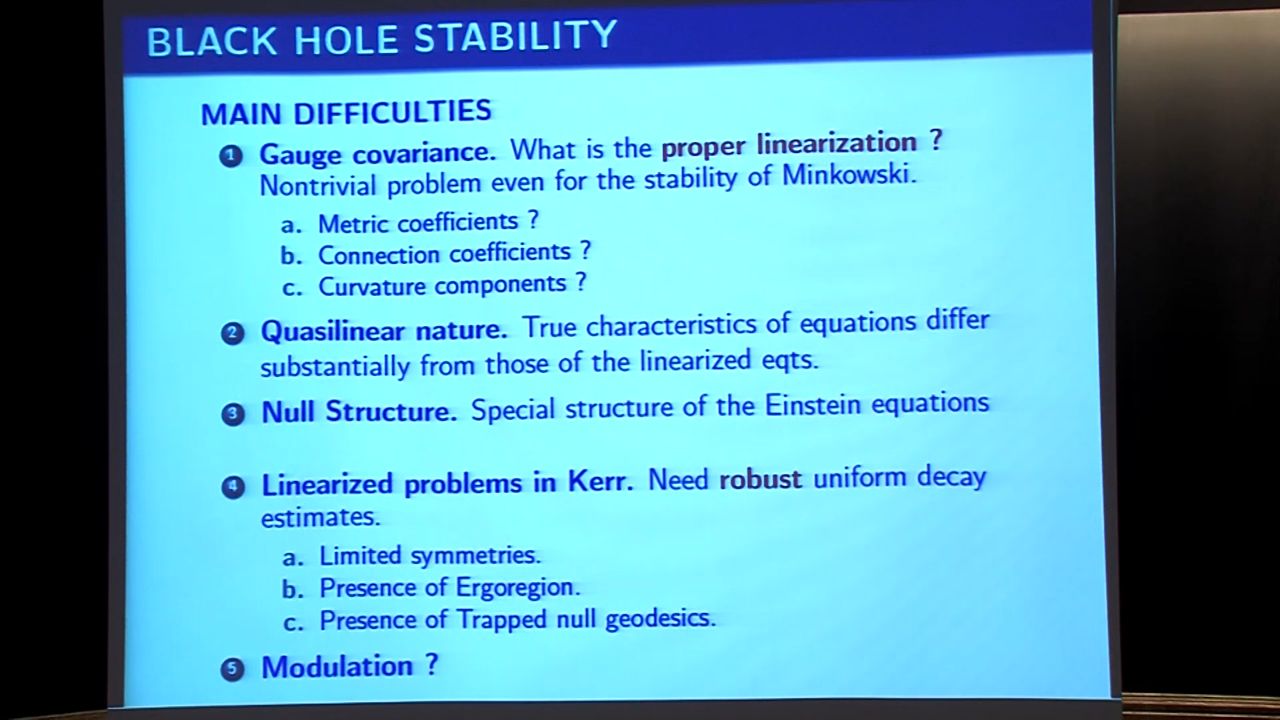 BLACK HOLE STABILITY
MAIN DIFFICULTIES
1 Gauge covariance. What is the proper linearization ?
Nontrivial problem even for the stability of Minkowski.
a. Metric coefficients ?
b. Connection coefficients ?
c. Curvature components ?
2 Quasilinear nature. True characteristics of equations differ
substantially from those of the linearized eqts.
3 Null Structure. Special structure of the Einstein equations
4 Linearized problems in Kerr. Need robust uniform decay
estimates.
a. Limited symmetries.
b. Presence of Ergoregion.
c. Presence of Trapped null geodesics.
5 Modulation ?